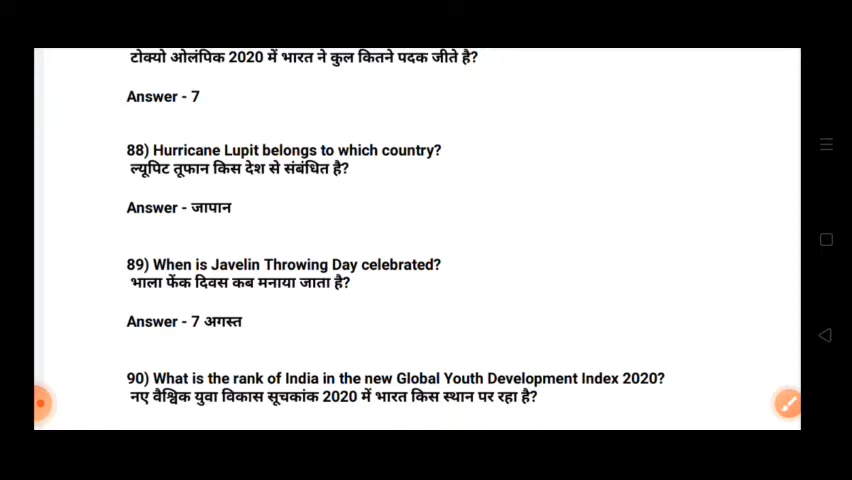 टोक्यो ओलंपिक 2020 में भारत ने कुल कितने पदक जीते है?
Answer - 7
88) Hurricane Lupit belongs to which country?
ल्यूपिट तूफान किस देश से संबंधित है?
Answer - जापान
89) When is Javelin Throwing Day celebrated?
भाला फेंक दिवस कब मनाया जाता है?
Answer - 7 अगस्त
90) What is the rank of India in the new Global Youth Development Index 2020?
नए वैश्विक युवा विकास सूचकांक 2020 में भारत किस स्थान पर रहा है?